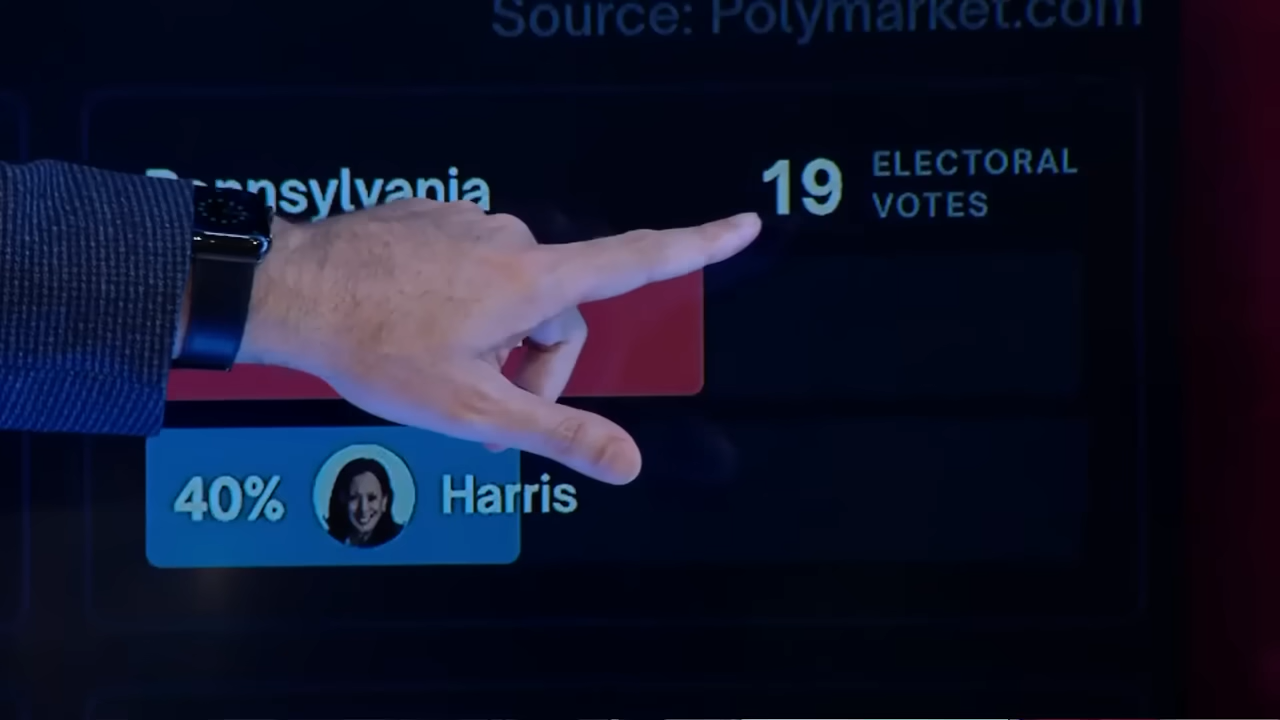 Source: Polymarket.com
Pennsylvania
19
ELECTORAL
VOTES
40% Harris